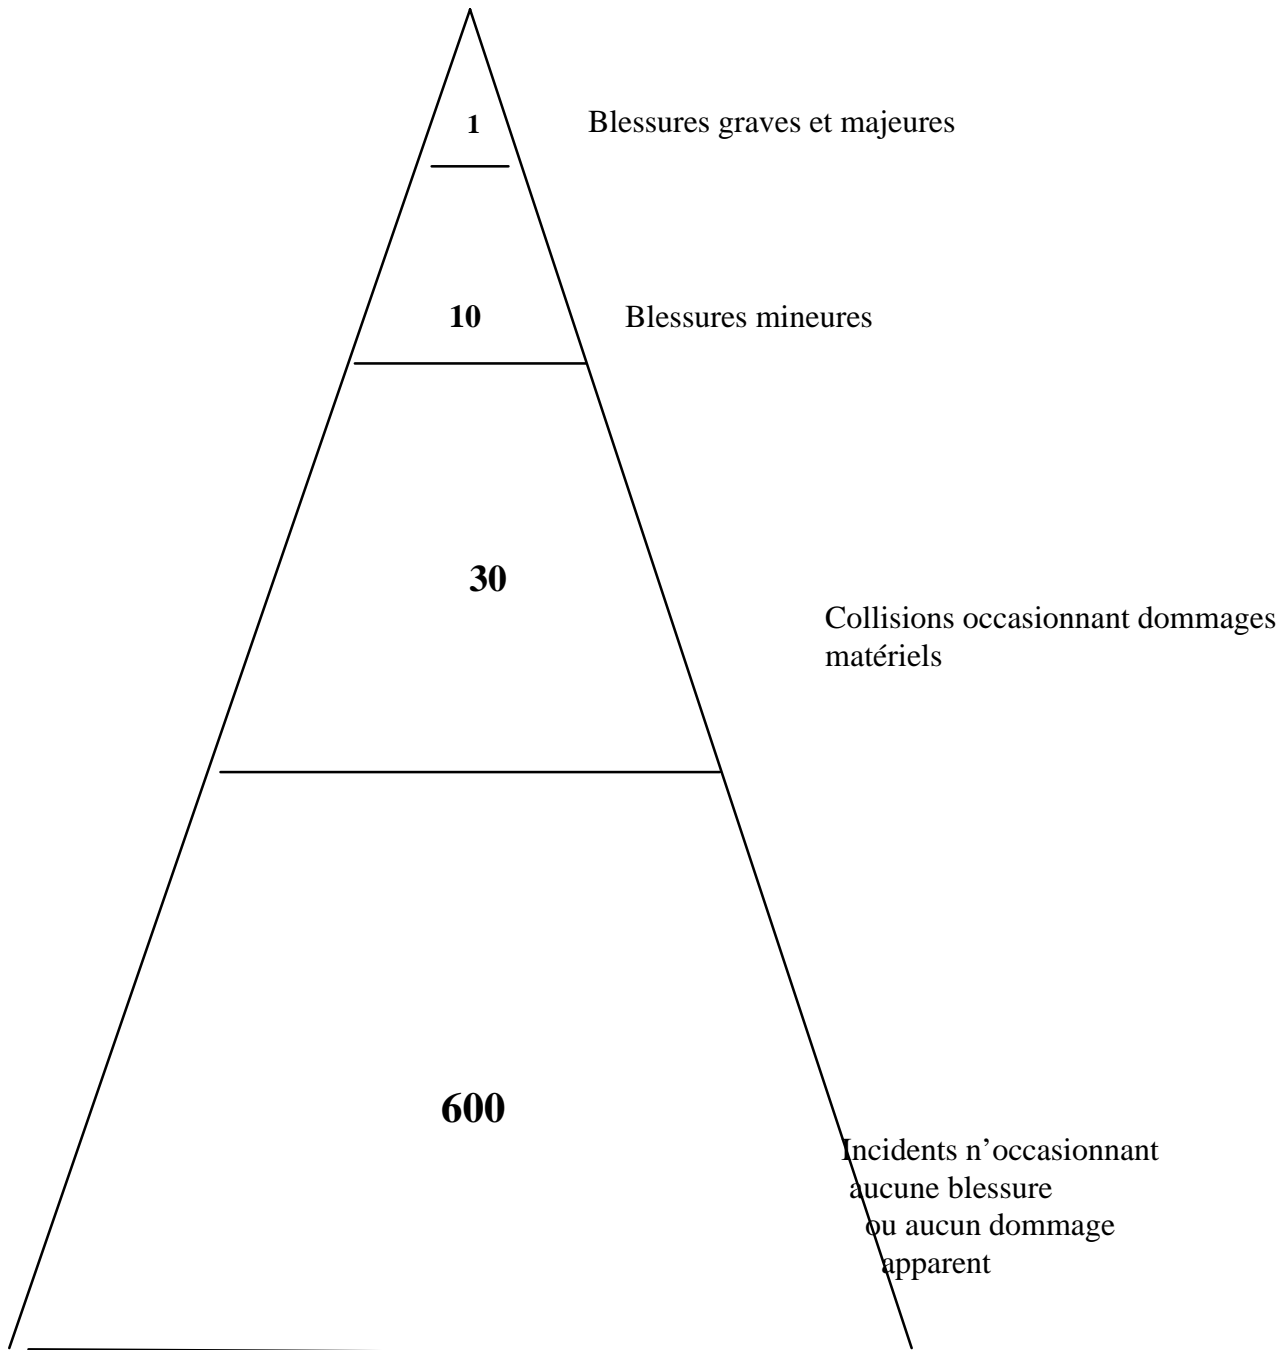 1
Blessures graves et majeures
10
Blessures mineures
30
Collisions occasionnant dommages
matériels
600
Incidents n’occasionnant
aucune blessure
ou aucun dommage
apparent